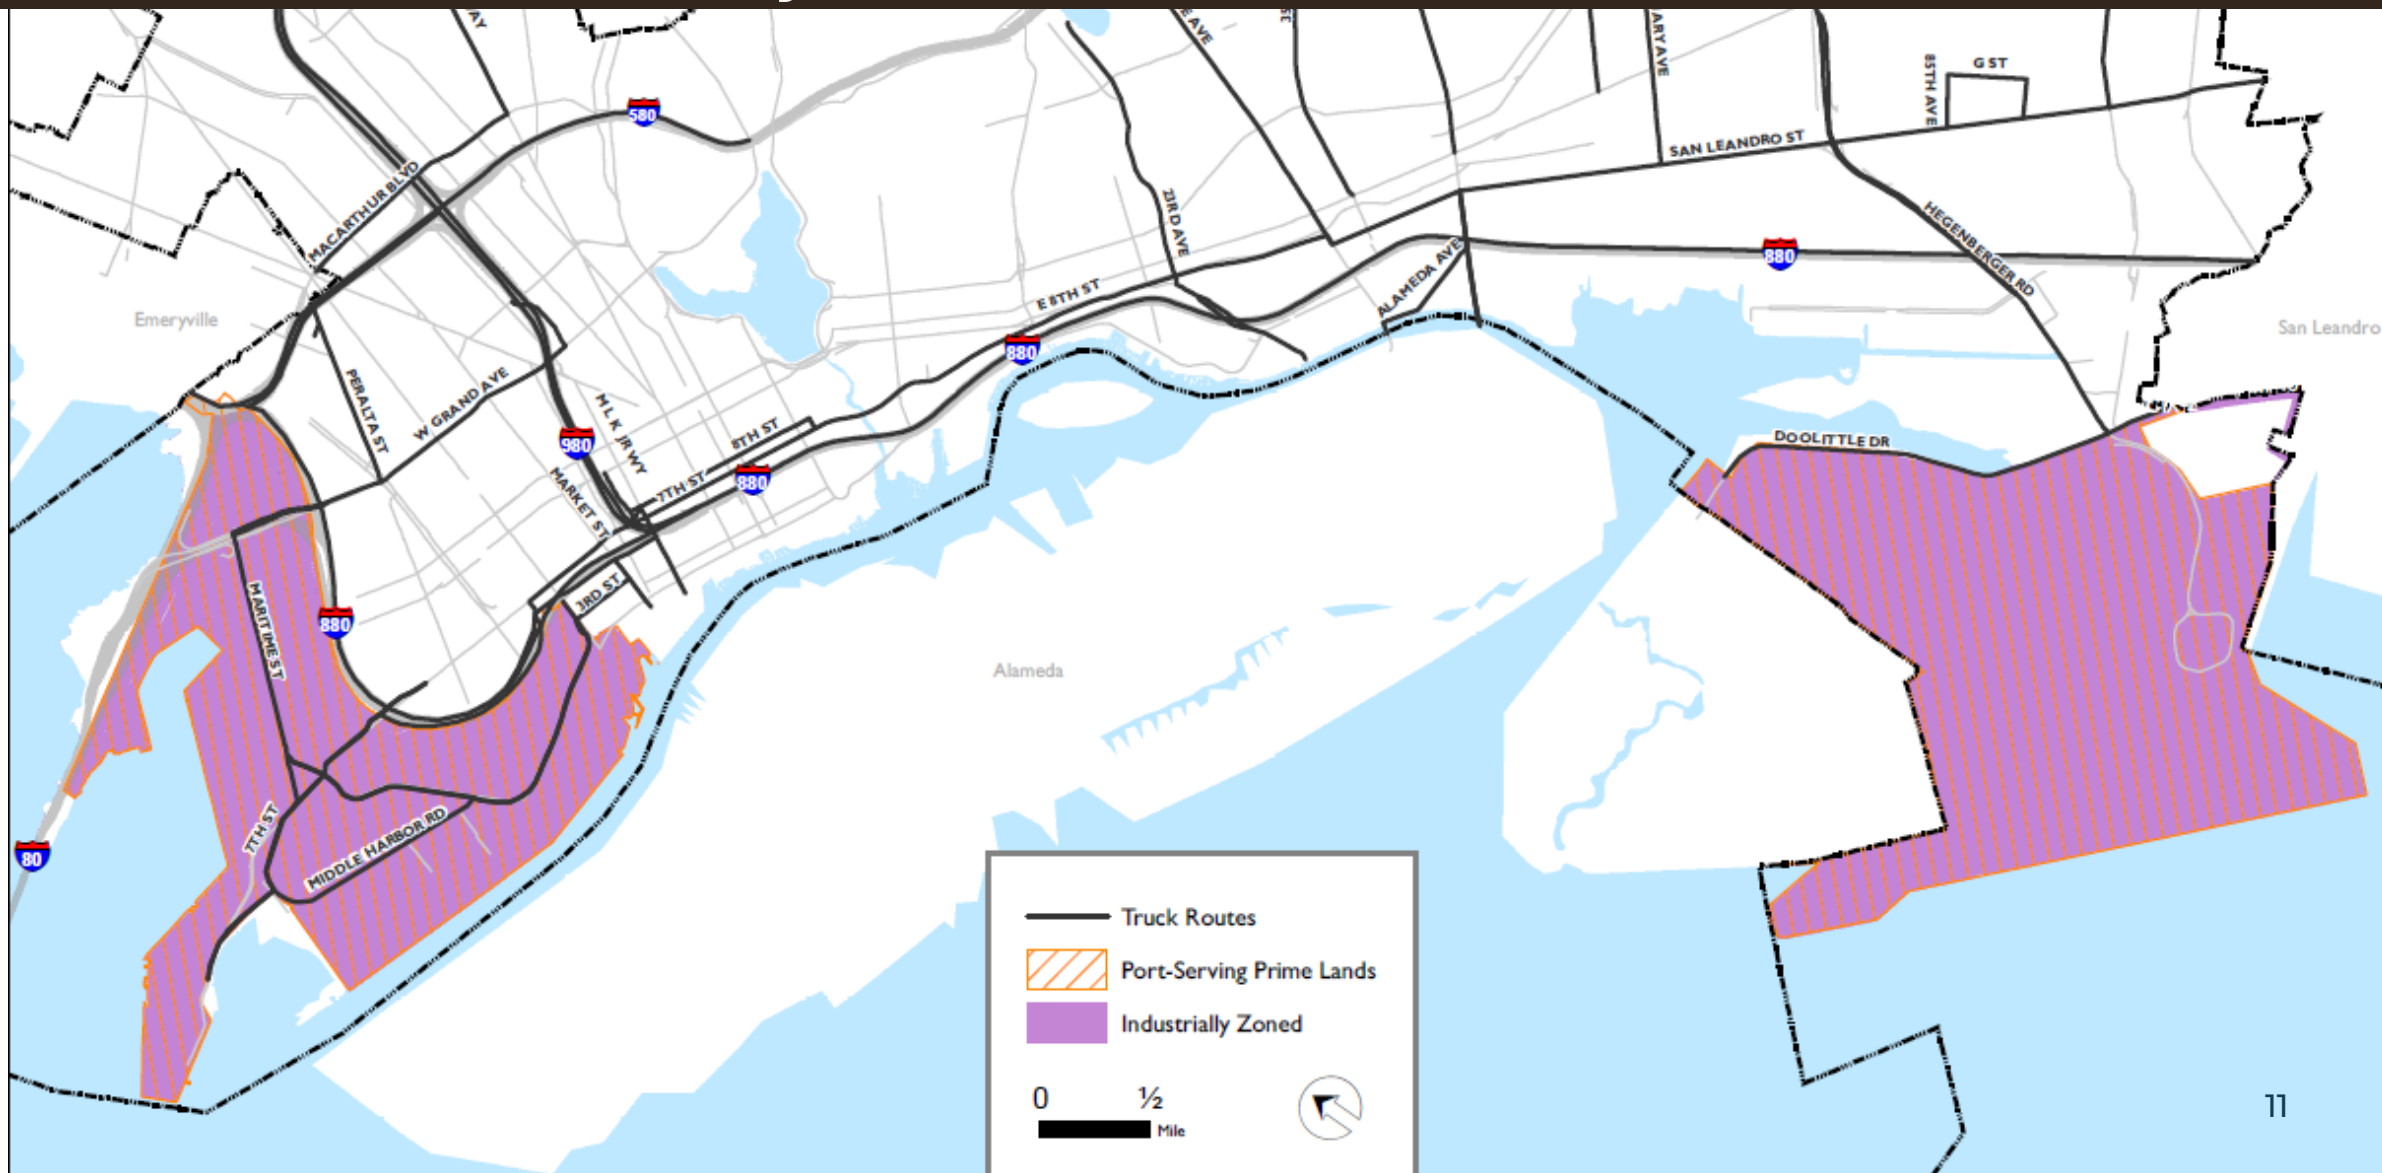 580
G ST
85TH AVE
SAN LEANDRO ST
MACARTHUR BLVD
23RD AVE
HEGENBERGER RD
880
E 8TH ST
ALAMEDA AVE
Emeryville
San Leandro
880
PERALTA ST
W GRAND AVE
M L K JR WY
980
8TH ST
7TH ST
880
MARKET ST
DOOLITTLE DR
3RD ST
MARITIME ST
880
Alameda
7TH ST
MIDDLE HARBOR RD
80
Truck Routes
Port-Serving Prime Lands
Industrially Zoned
0 ½
Mile
11